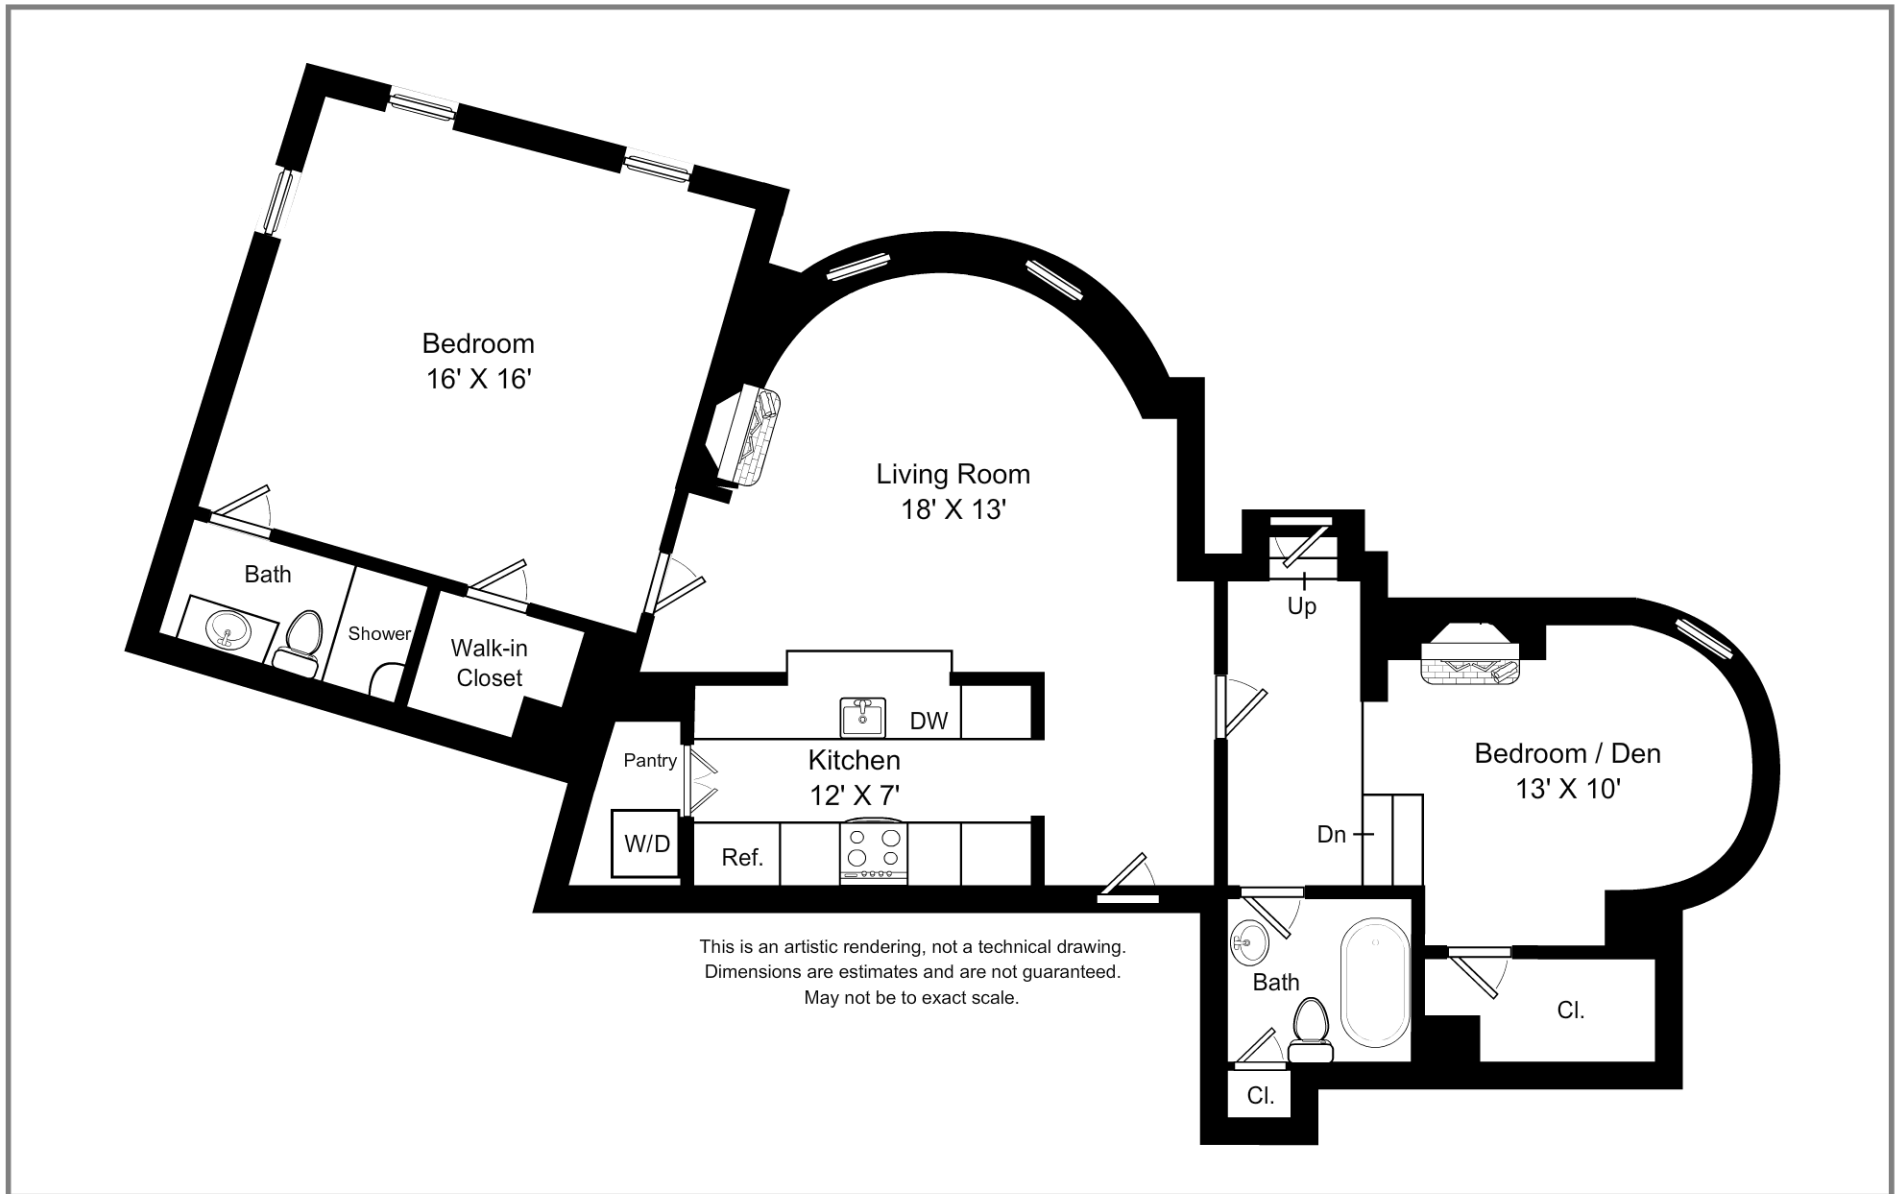 Bedroom
16' X 16'
Living Room
18' X 13'
Bath
Shower
Walk-in
Closet
Up
DW
Pantry
Kitchen
12' X 7'
Bedroom / Den
13' X 10'
W/D
Ref.
Dn
This is an artistic rendering, not a technical drawing.
Dimensions are estimates and are not guaranteed.
May not be to exact scale.
Bath
Cl.
Cl.